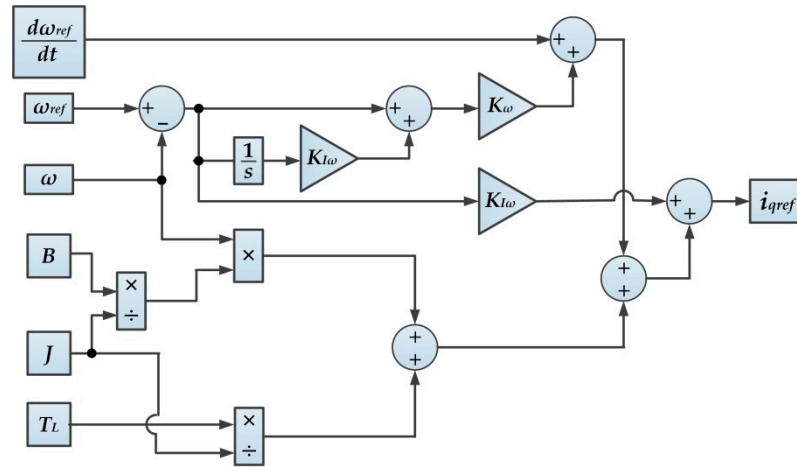 dω_ref
dt
+
+
ω_ref
+
−
+
+
K_ω
1
s
K_Iω
ω
K_Iω
+
+
i_qref
B
×
÷
×
+
+
J
+
+
T_L
×
÷